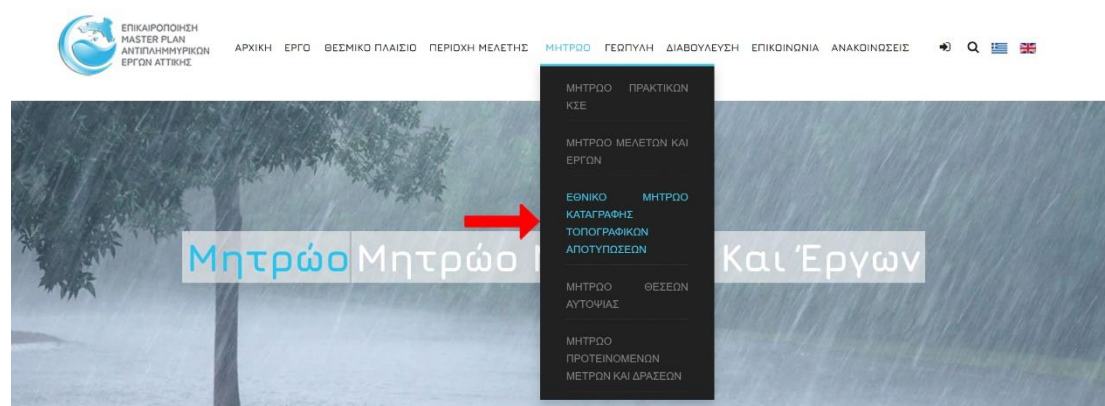 ΕΠΙΚΑΙΡΟΠΟΙΗΣΗ
MASTER PLAN
ΑΝΤΙΠΛΗΜΜΥΡΙΚΩΝ
ΕΡΓΩΝ ΑΤΤΙΚΗΣ
ΑΡΧΙΚΗ ΕΡΓΟ ΘΕΣΜΙΚΟ ΠΛΑΙΣΙΟ ΠΕΡΙΟΧΗ ΜΕΛΕΤΗΣ ΜΗΤΡΩΟ ΓΕΩΠΥΛΗ ΔΙΑΒΟΥΛΕΥΣΗ ΕΠΙΚΟΙΝΩΝΙΑ ΑΝΑΚΟΙΝΩΣΕΙΣ
ΜΗΤΡΩΟ ΠΡΑΚΤΙΚΩΝ
ΚΣΕ
ΜΗΤΡΩΟ ΜΕΛΕΤΩΝ ΚΑΙ
ΕΡΓΩΝ
ΕΘΝΙΚΟ ΜΗΤΡΩΟ
ΚΑΤΑΓΡΑΦΗΣ
ΤΟΠΟΓΡΑΦΙΚΩΝ
ΑΠΟΤΥΠΩΣΕΩΝ
ΜΗΤΡΩΟ ΘΕΣΕΩΝ
ΑΥΤΟΨΙΑΣ
ΜΗΤΡΩΟ
ΠΡΟΤΕΙΝΟΜΕΝΩΝ
ΜΕΤΡΩΝ ΚΑΙ ΔΡΑΣΕΩΝ
Μητρώο Μητρώο Και Έργων